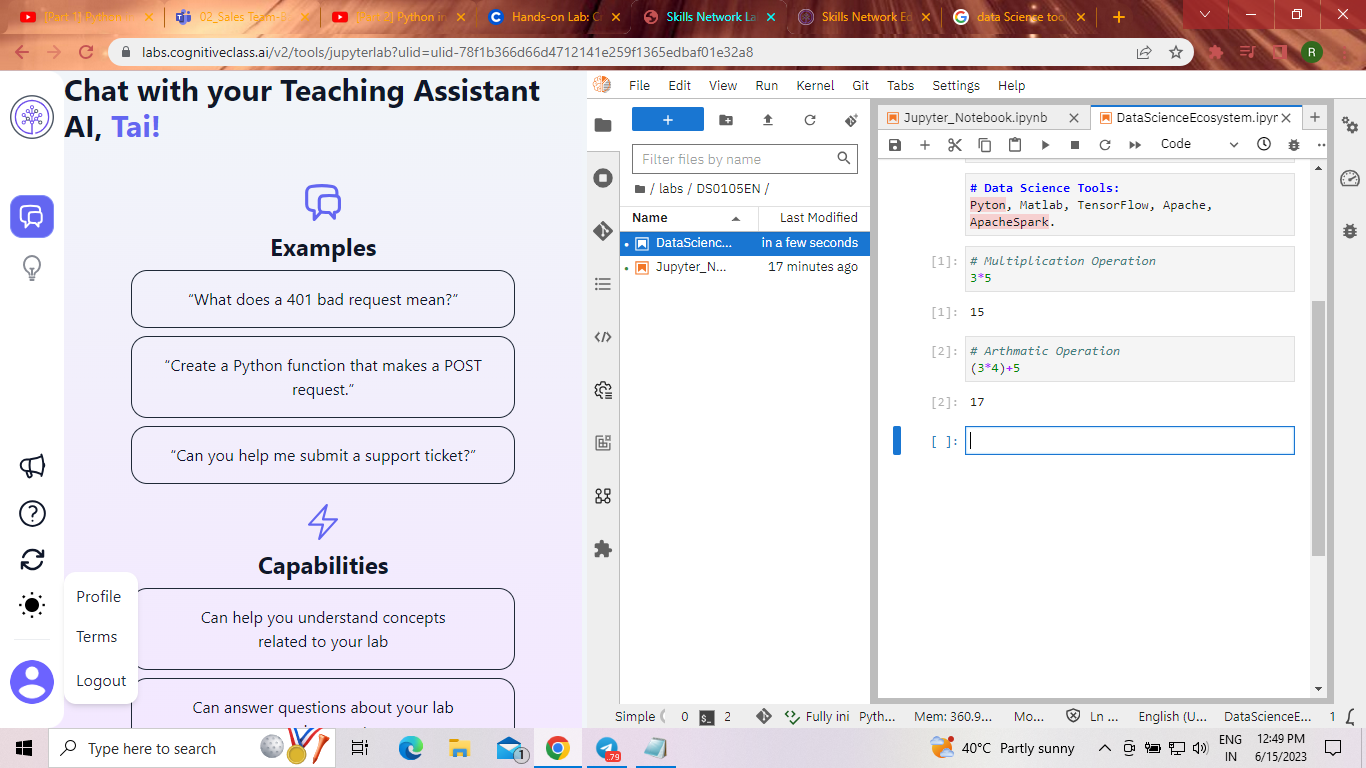 [Part 1] Python i
02_Sales Team-B
[Part 2] Python in
Hands-on Lab: C
Skills Network La
Skills Network Ed
data Science too
labs.cognitiveclass.ai/v2/tools/jupyterlab?ulid=ulid-78f1b366d66d4712141e259f1365edbaf01e32a8
R
Chat with your Teaching Assistant
AI, Tai!
Examples
“What does a 401 bad request mean?”
“Create a Python function that makes a POST
request.”
“Can you help me submit a support ticket?”
Capabilities
Can help you understand concepts
related to your lab
Can answer questions about your lab
Profile
Terms
Logout
File Edit View Run Kernel Git Tabs Settings Help
Filter files by name
/ labs / DS0105EN /
Name Last Modified
DataScienc... in a few seconds
Jupyter_N... 17 minutes ago
Jupyter_Notebook.ipynb
DataScienceEcosystem.ipyn
Code
# Data Science Tools:
Pyton, Matlab, TensorFlow, Apache,
ApacheSpark.
[1]: # Multiplication Operation
3*5
[1]: 15
[2]: # Arthmatic Operation
(3*4)+5
[2]: 17
[ ]:
Simple 0 2 Fully ini Pyth... Mem: 360.9... Mo... Ln ... English (U... DataScienceE... 1
Type here to search
1
.79
40°C Partly sunny
ENG
IN
12:49 PM
6/15/2023